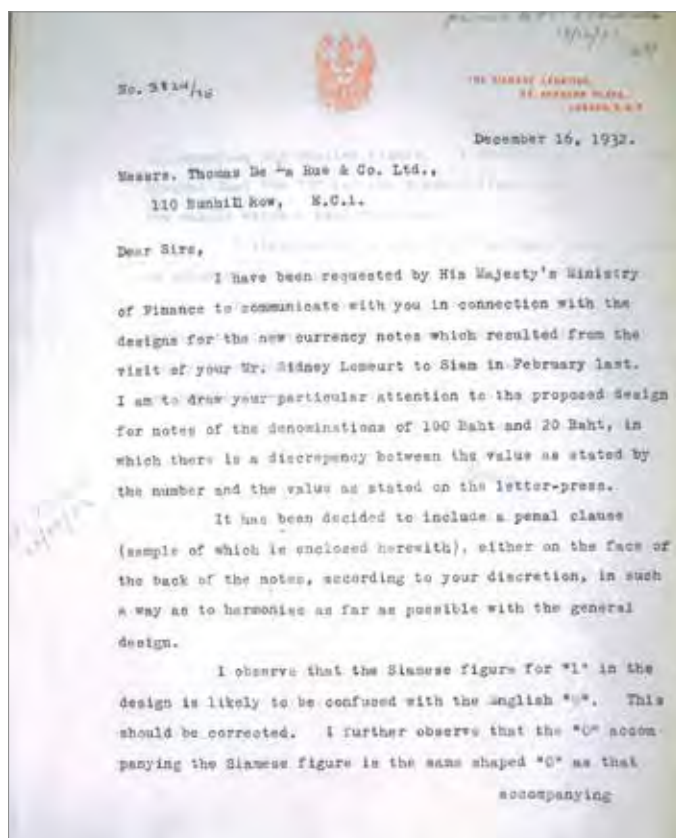 No. 3824/75
THE SIAMESE LEGATION,
LONDON, S.W.7
December 16, 1932.
Messrs. Thomas De La Rue & Co. Ltd.,
110 Bunhill Row, E.C.1.
Dear Sirs,
I have been requested by His Majesty's Ministry
of Finance to communicate with you in connection with the
designs for the new currency notes which resulted from the
visit of your Mr. Sidney Lomeurt to Siam in February last.
I am to draw your particular attention to the proposed design
for notes of the denominations of 100 Baht and 20 Baht, in
which there is a discrepancy between the value as stated by
the number and the value as stated on the letter-press.
It has been decided to include a penal clause
(sample of which is enclosed herewith), either on the face of
the back of the notes, according to your discretion, in such
a way as to harmonise as far as possible with the general
design.
I observe that the Siamese figure for "1" in the
design is likely to be confused with the English This
should be corrected. I further observe that the "0" accom
panying the Siamese figure is the same shaped "0" as that
accompanying